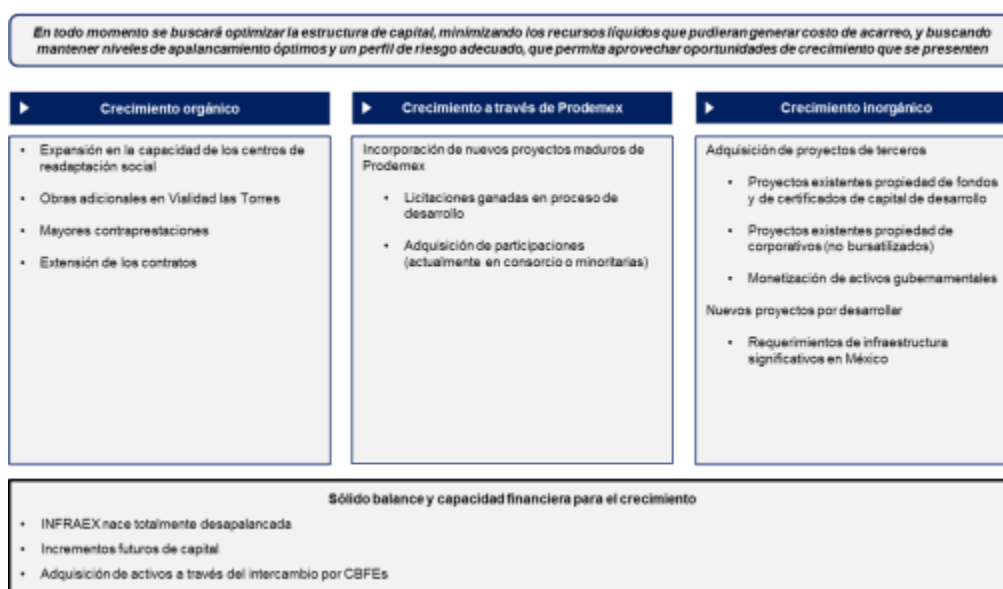 En todo momento se buscará optimizar la estructura de capital, minimizando los recursos líquidos que pudieran generar costo de acarreo, y buscando
mantener niveles de apalancamiento óptimos y un perfil de riesgo adecuado, que permita aprovechar oportunidades de crecimiento que se presenten
Crecimiento orgánico
• Expansión en la capacidad de los centros de
readaptación social
• Obras adicionales en Vialidad las Torres
• Mayores contraprestaciones
• Extensión de los contratos
Crecimiento a través de Prodemex
Incorporación de nuevos proyectos maduros de
Prodemex
• Licitaciones ganadas en proceso de
desarrollo
• Adquisición de participaciones
(actualmente en consorcio o minoritarias)
Crecimiento inorgánico
Adquisición de proyectos de terceros
• Proyectos existentes propiedad de fondos
y de certificados de capital de desarrollo
• Proyectos existentes propiedad de
corporativos (no bursatilizados)
• Monetización de activos gubernamentales
Nuevos proyectos por desarrollar
• Requerimientos de infraestructura
significativos en México
Sólido balance y capacidad financiera para el crecimiento
• INFRAEX nace totalmente desapalancada
• Incrementos futuros de capital
• Adquisición de activos a través del intercambio por CBFEs